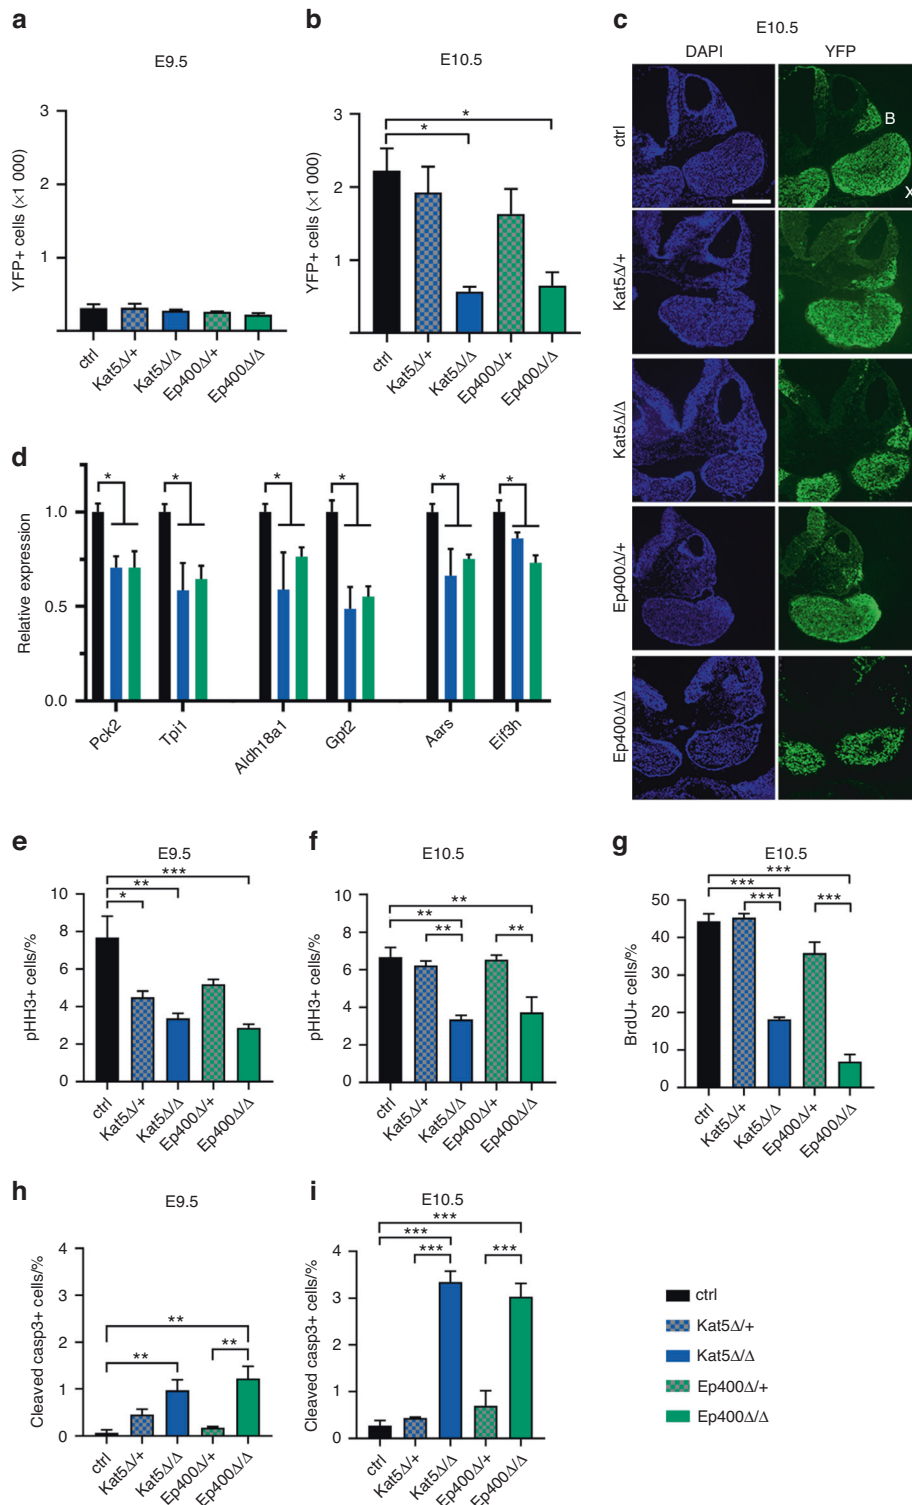 a
E9.5
YFP+ cells (×1 000)
3
2
1
ctrl
Kat5Δ/+
Kat5Δ/Δ
Ep400Δ/+
Ep400Δ/Δ
b
E10.5
YFP+ cells (×1 000)
3
2
1
*
*
ctrl
Kat5Δ/+
Kat5Δ/Δ
Ep400Δ/+
Ep400Δ/Δ
c
E10.5
DAPI
YFP
ctrl
B
X
Kat5Δ/+
Kat5Δ/Δ
Ep400Δ/+
Ep400Δ/Δ
d
Relative expression
1.0
0.5
0.0
*
*
*
*
*
*
Pck2
Tpi1
Aldh18a1
Gpt2
Aars
Eif3h
e
E9.5
pHH3+ cells/%
10
8
6
4
2
0
***
**
*
ctrl
Kat5Δ/+
Kat5Δ/Δ
Ep400Δ/+
Ep400Δ/Δ
f
E10.5
pHH3+ cells/%
10
8
6
4
2
0
**
**
**
**
ctrl
Kat5Δ/+
Kat5Δ/Δ
Ep400Δ/+
Ep400Δ/Δ
g
E10.5
BrdU+ cells/%
50
40
30
20
10
0
***
***
***
***
ctrl
Kat5Δ/+
Kat5Δ/Δ
Ep400Δ/+
Ep400Δ/Δ
h
E9.5
Cleaved casp3+ cells/%
4
3
2
1
0
**
**
**
ctrl
Kat5Δ/+
Kat5Δ/Δ
Ep400Δ/+
Ep400Δ/Δ
i
E10.5
Cleaved casp3+ cells/%
4
3
2
1
0
***
***
***
***
ctrl
Kat5Δ/+
Kat5Δ/Δ
Ep400Δ/+
Ep400Δ/Δ
ctrl
Kat5Δ/+
Kat5Δ/Δ
Ep400Δ/+
Ep400Δ/Δ